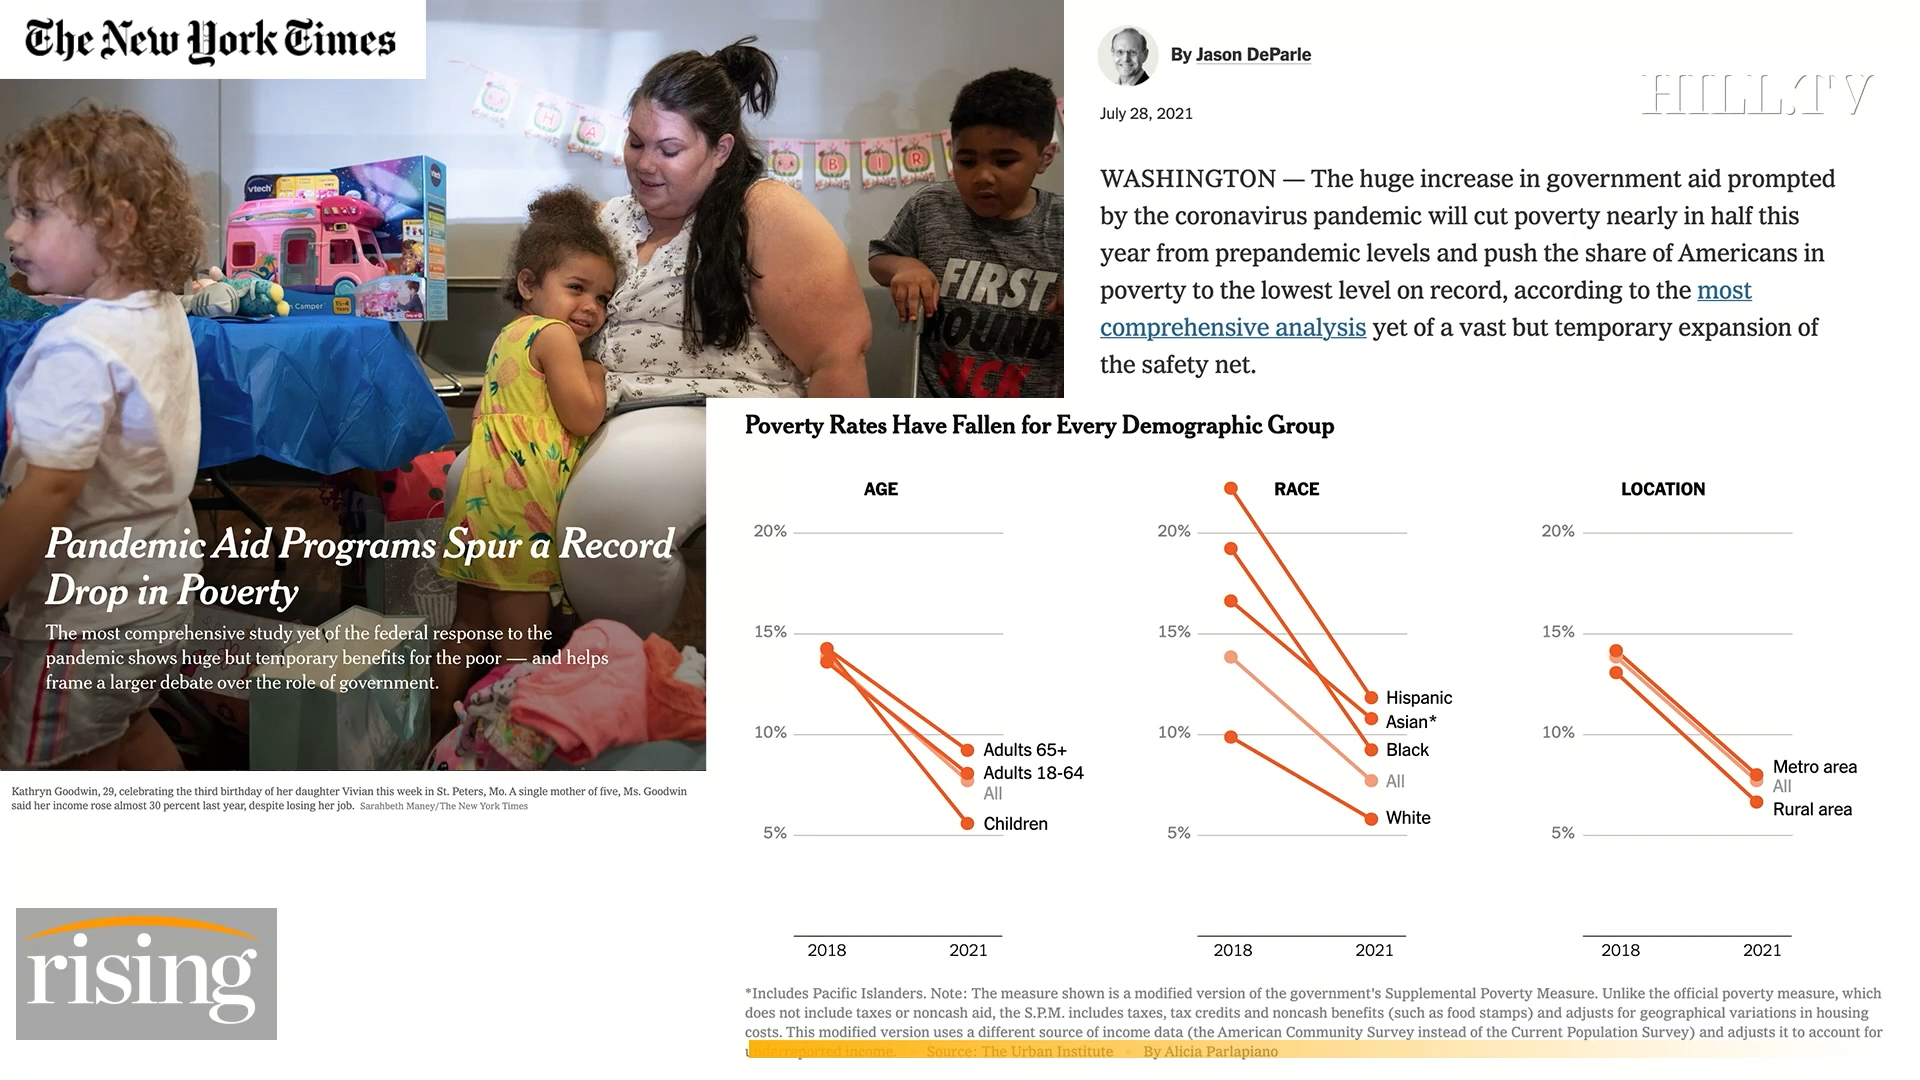 The New York Times
vtech
vtech
Camper
H
A
B
I
R
FIRST
ROUND
PICK
Pandemic Aid Programs Spur a Record
Drop in Poverty
The most comprehensive study yet of the federal response to the
pandemic shows huge but temporary benefits for the poor — and helps
frame a larger debate over the role of government.
Kathryn Goodwin, 29, celebrating the third birthday of her daughter Vivian this week in St. Peters, Mo. A single mother of five, Ms. Goodwin
said her income rose almost 30 percent last year, despite losing her job. Sarahbeth Maney/The New York Times
rising
By Jason DeParle
July 28, 2021
HILL.TV
WASHINGTON — The huge increase in government aid prompted
by the coronavirus pandemic will cut poverty nearly in half this
year from prepandemic levels and push the share of Americans in
poverty to the lowest level on record, according to the most
comprehensive analysis yet of a vast but temporary expansion of
the safety net.
Poverty Rates Have Fallen for Every Demographic Group
AGE
20%
15%
10%
5%
Adults 65+
Adults 18-64
All
Children
2018 2021
RACE
20%
15%
10%
5%
Hispanic
Asian*
Black
All
White
2018 2021
LOCATION
20%
15%
10%
5%
Metro area
All
Rural area
2018 2021
*Includes Pacific Islanders. Note: The measure shown is a modified version of the government's Supplemental Poverty Measure. Unlike the official poverty measure, which
does not include taxes or noncash aid, the S.P.M. includes taxes, tax credits and noncash benefits (such as food stamps) and adjusts for geographical variations in housing
costs. This modified version uses a different source of income data (the American Community Survey instead of the Current Population Survey) and adjusts it to account for
underreported income. • Source: The Urban Institute • By Alicia Parlapiano